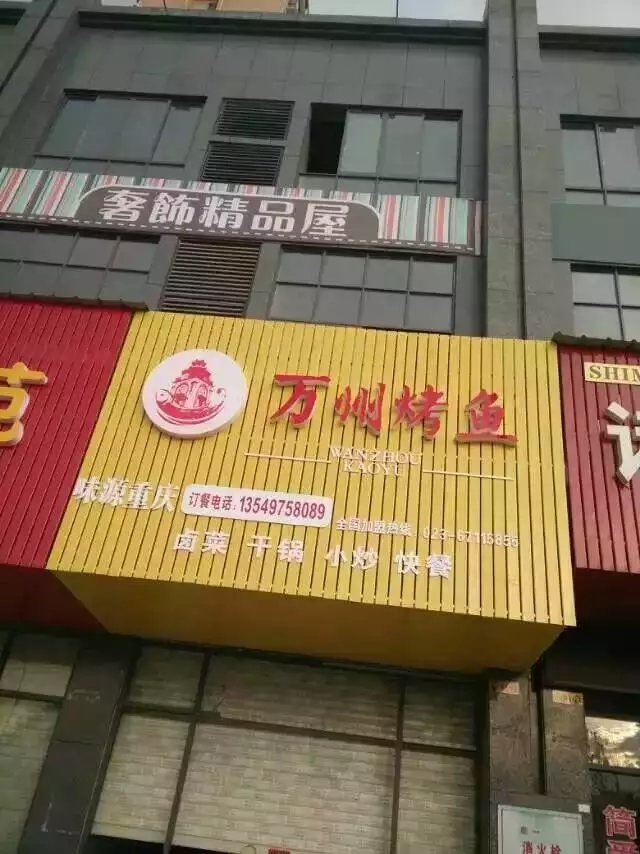 奢飾精品屋
万州烤鱼
WANZHOU
KAOYU
味源重庆
订餐电话:13549758089
全国加盟热线:023-67115856
卤菜 干锅 小炒 快餐
SHIM
消火栓